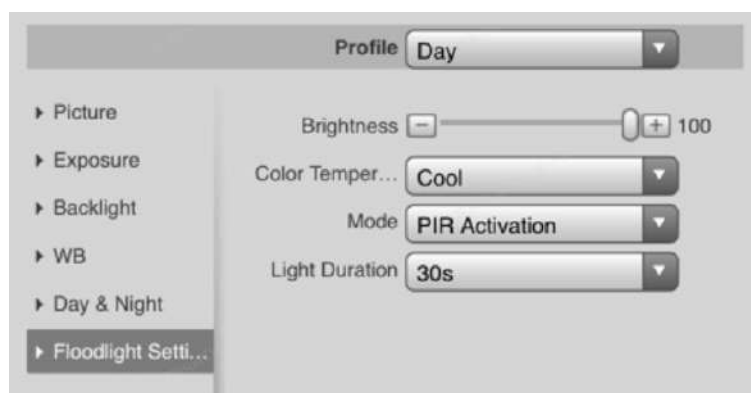 Profile Day
Picture
Exposure
Backlight
WB
Day & Night
Floodlight Setti...
Brightness 100
Color Temper... Cool
Mode PIR Activation
Light Duration 30s